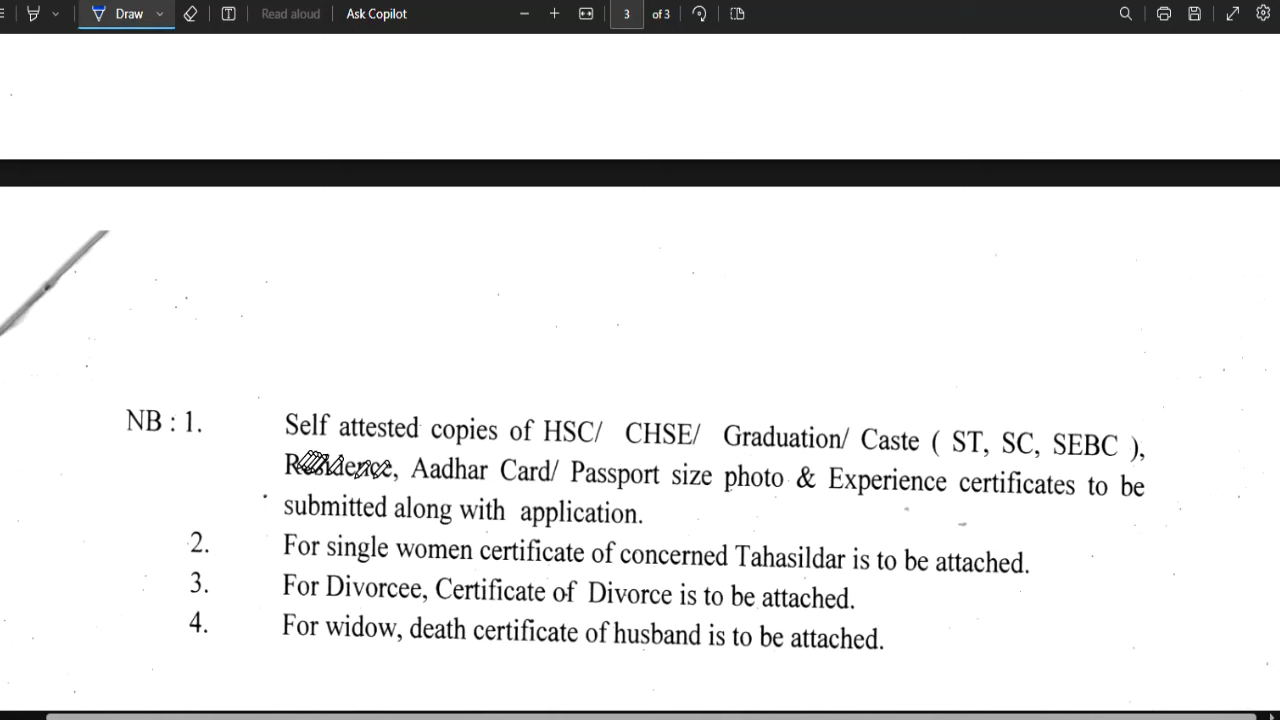 Draw
Read aloud
Ask Copilot
3
of 3
NB : 1. Self attested copies of HSC/ CHSE/ Graduation/ Caste ( ST, SC, SEBC ),
Residence, Aadhar Card/ Passport size photo & Experience certificates to be
submitted along with application.
2. For single women certificate of concerned Tahasildar is to be attached.
3. For Divorcee, Certificate of Divorce is to be attached.
4. For widow, death certificate of husband is to be attached.